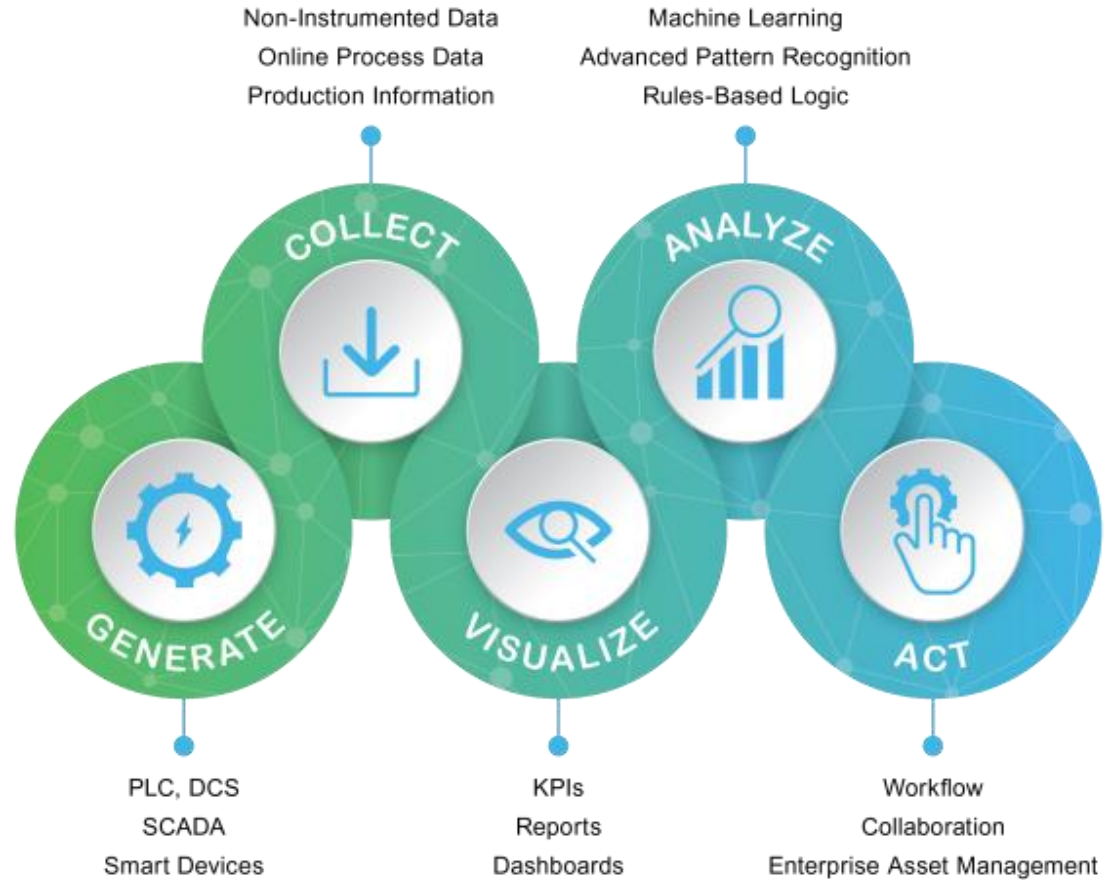 Non-Instrumented Data
Online Process Data
Production Information
Machine Learning
Advanced Pattern Recognition
Rules-Based Logic
COLLECT
ANALYZE
GENERATE
VISUALIZE
ACT
PLC, DCS
SCADA
Smart Devices
KPIs
Reports
Dashboards
Workflow
Collaboration
Enterprise Asset Management